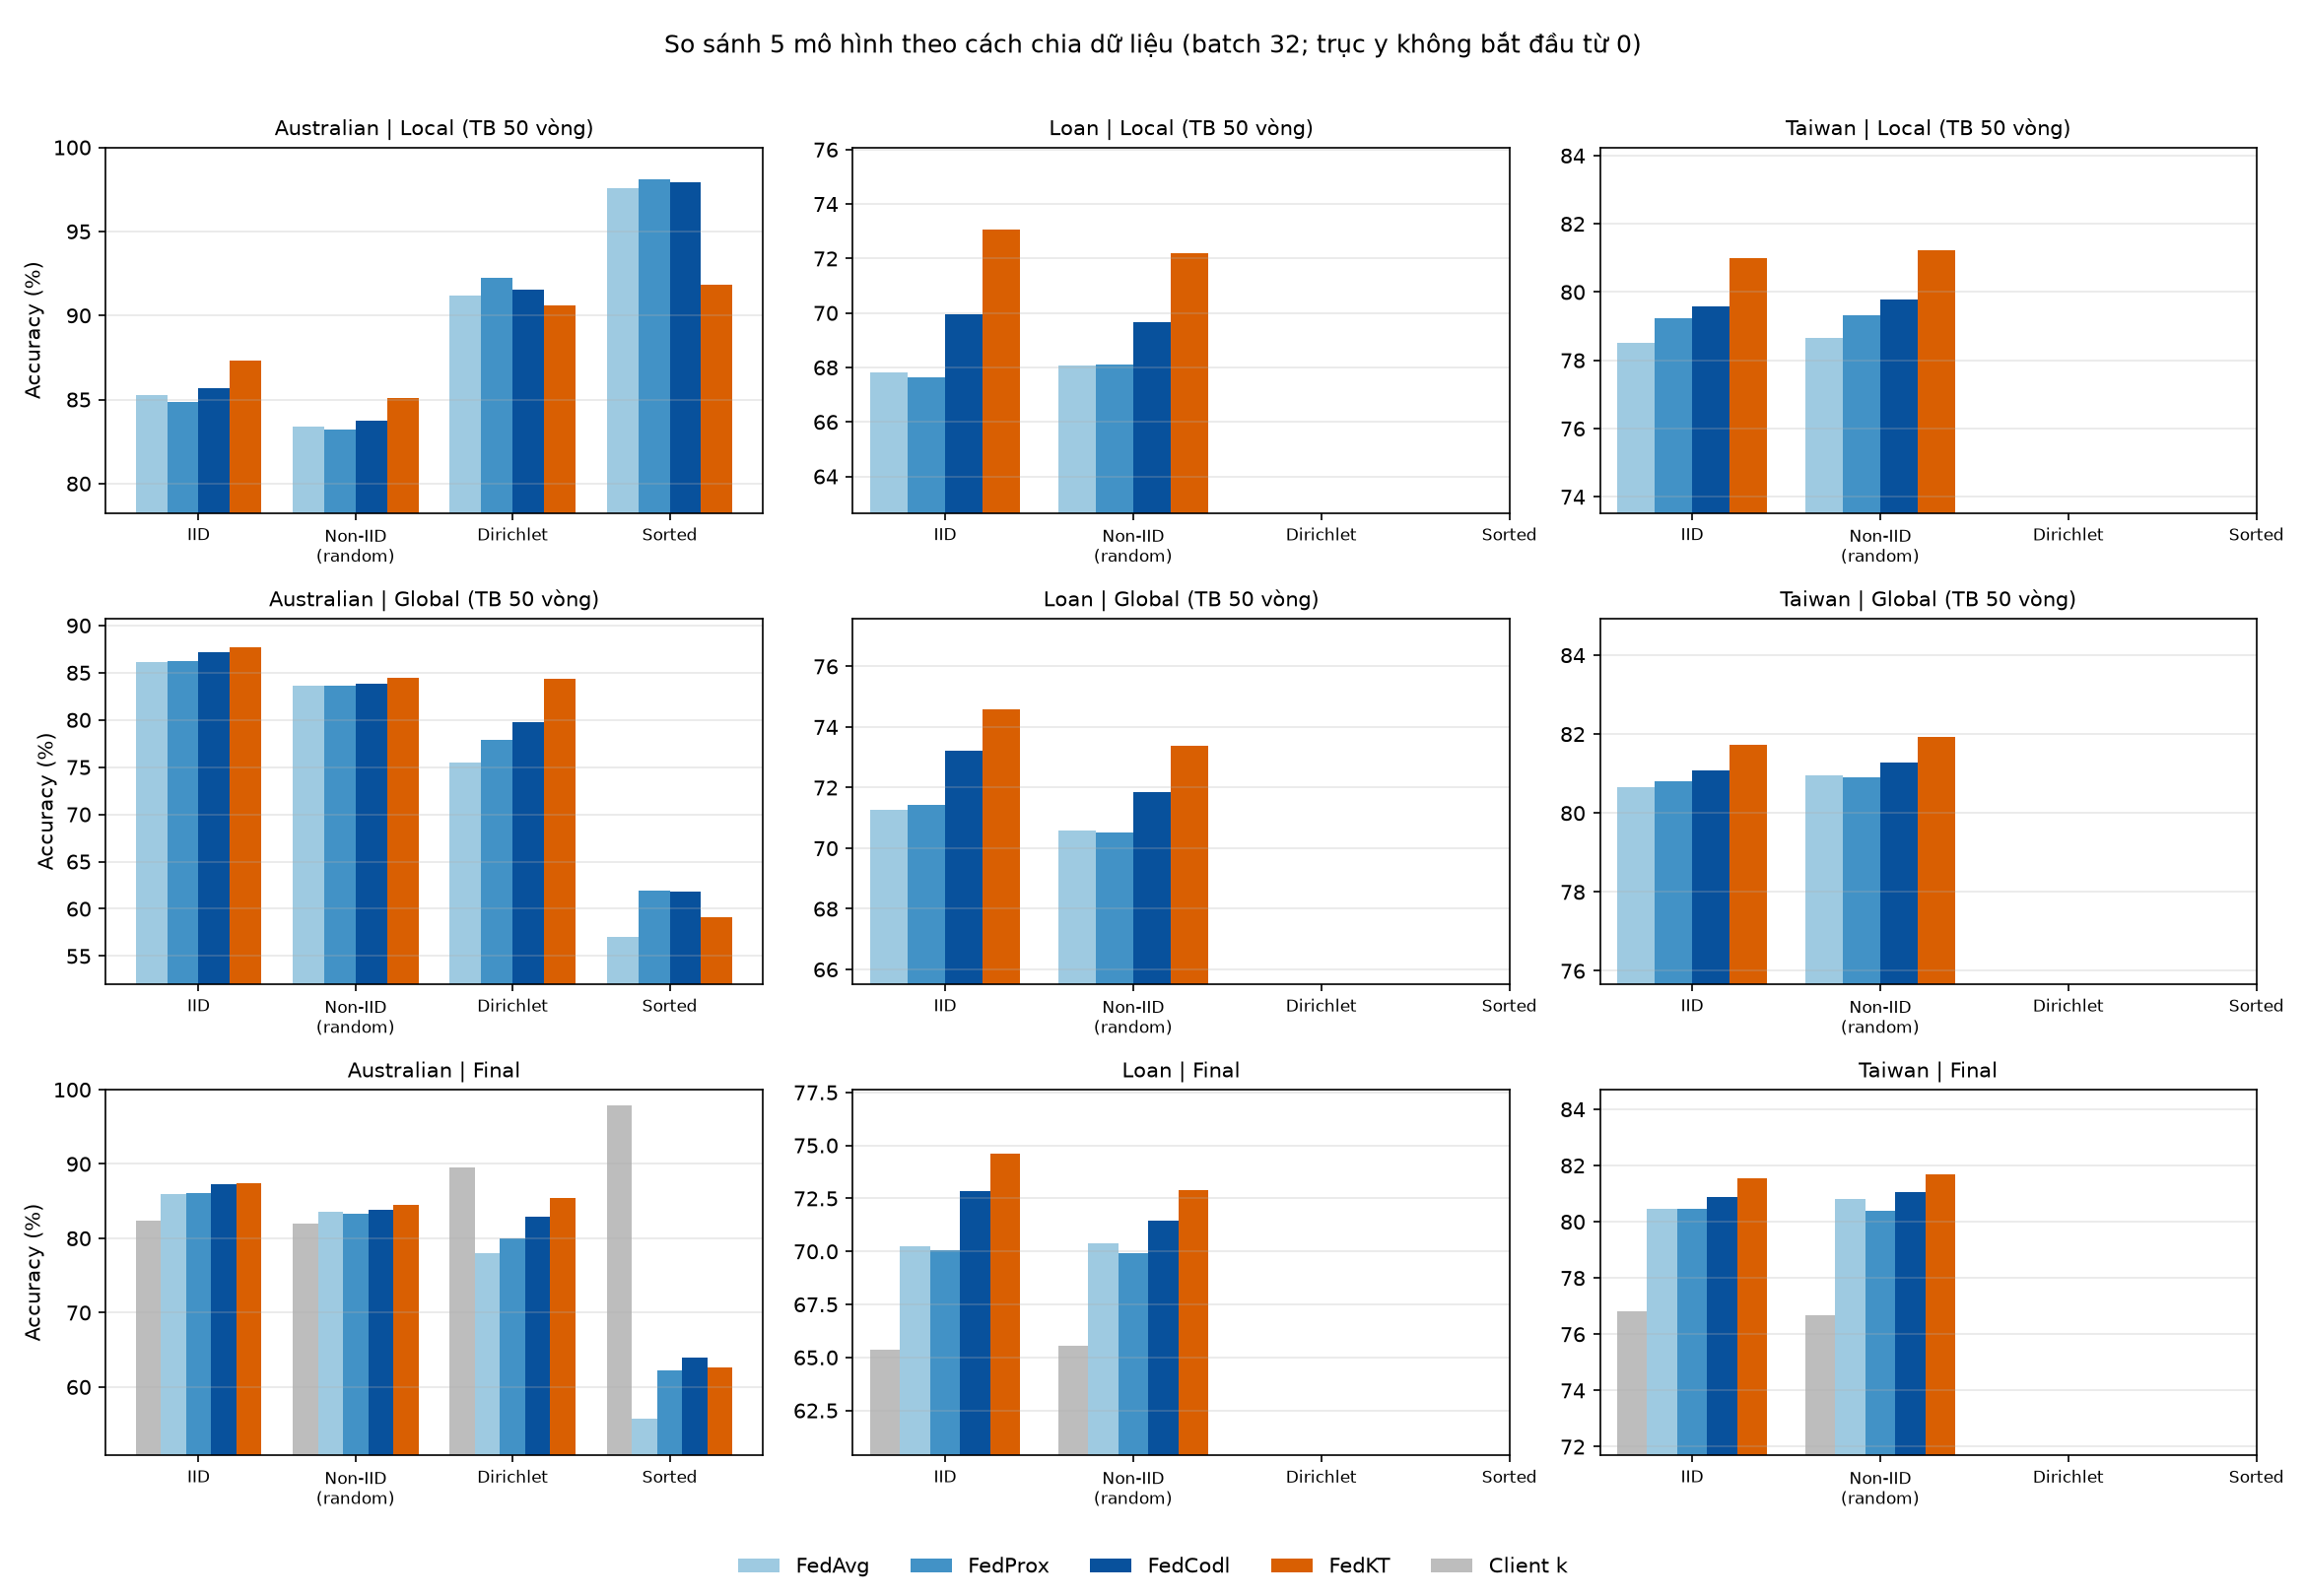 So sánh 5 mô hình theo cách chia dữ liệu (batch 32; trục y không bắt đầu từ 0)
Australian | Local (TB 50 vòng)
Accuracy (%)
100
95
90
85
80
IID
Non-IID
(random)
Dirichlet
Sorted
Loan | Local (TB 50 vòng)
76
74
72
70
68
66
64
IID
Non-IID
(random)
Dirichlet
Sorted
Taiwan | Local (TB 50 vòng)
84
82
80
78
76
74
IID
Non-IID
(random)
Dirichlet
Sorted
Australian | Global (TB 50 vòng)
Accuracy (%)
90
85
80
75
70
65
60
55
IID
Non-IID
(random)
Dirichlet
Sorted
Loan | Global (TB 50 vòng)
76
74
72
70
68
66
IID
Non-IID
(random)
Dirichlet
Sorted
Taiwan | Global (TB 50 vòng)
84
82
80
78
76
IID
Non-IID
(random)
Dirichlet
Sorted
Australian | Final
Accuracy (%)
100
90
80
70
60
IID
Non-IID
(random)
Dirichlet
Sorted
Loan | Final
77.5
75.0
72.5
70.0
67.5
65.0
62.5
IID
Non-IID
(random)
Dirichlet
Sorted
Taiwan | Final
84
82
80
78
76
74
72
IID
Non-IID
(random)
Dirichlet
Sorted
FedAvg
FedProx
FedCodl
FedKT
Client k